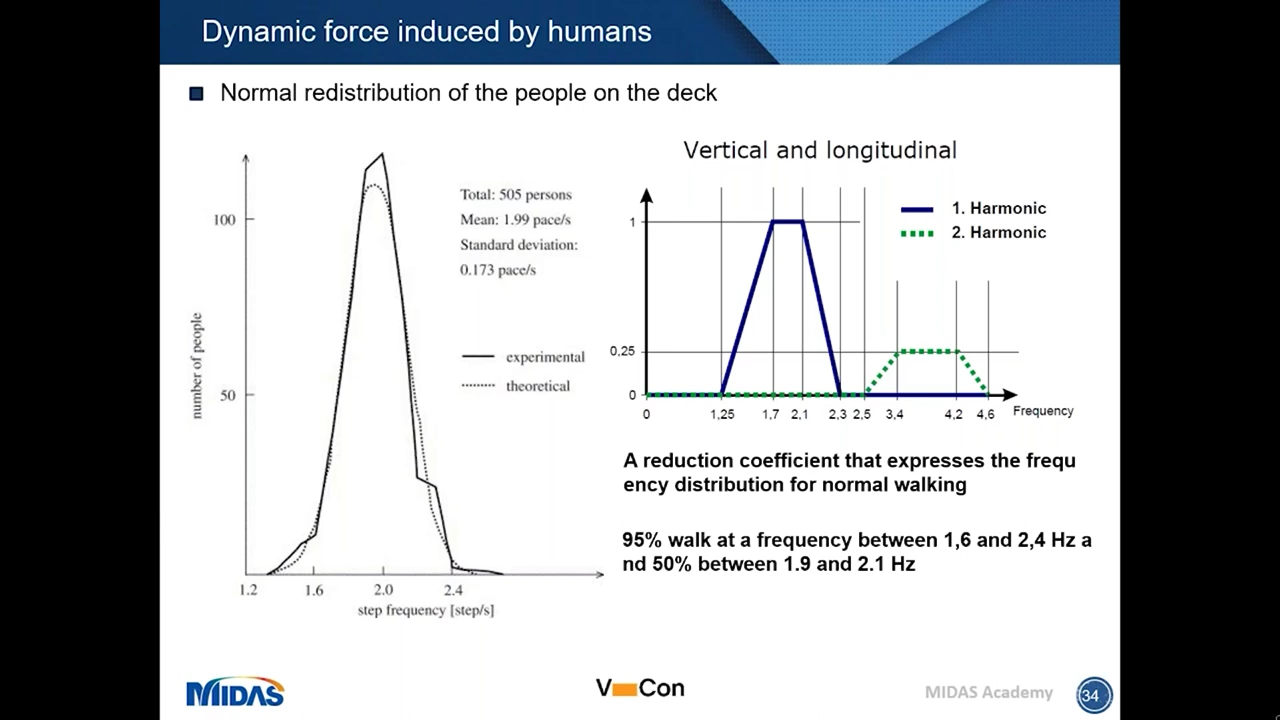 Dynamic force induced by humans
Normal redistribution of the people on the deck
100
50
number of people
1.2
1.6
2.0
2.4
step frequency [step/s]
Total: 505 persons
Mean: 1.99 pace/s
Standard deviation:
0.173 pace/s
experimental
theoretical
Vertical and longitudinal
1. Harmonic
2. Harmonic
1
0,25
0
0
1,25
1,7
2,1
2,3
2,5
3,4
4,2
4,6
Frequency
A reduction coefficient that expresses the frequ
ency distribution for normal walking
95% walk at a frequency between 1,6 and 2,4 Hz a
nd 50% between 1.9 and 2.1 Hz
MIDAS
V Con
MIDAS Academy
34